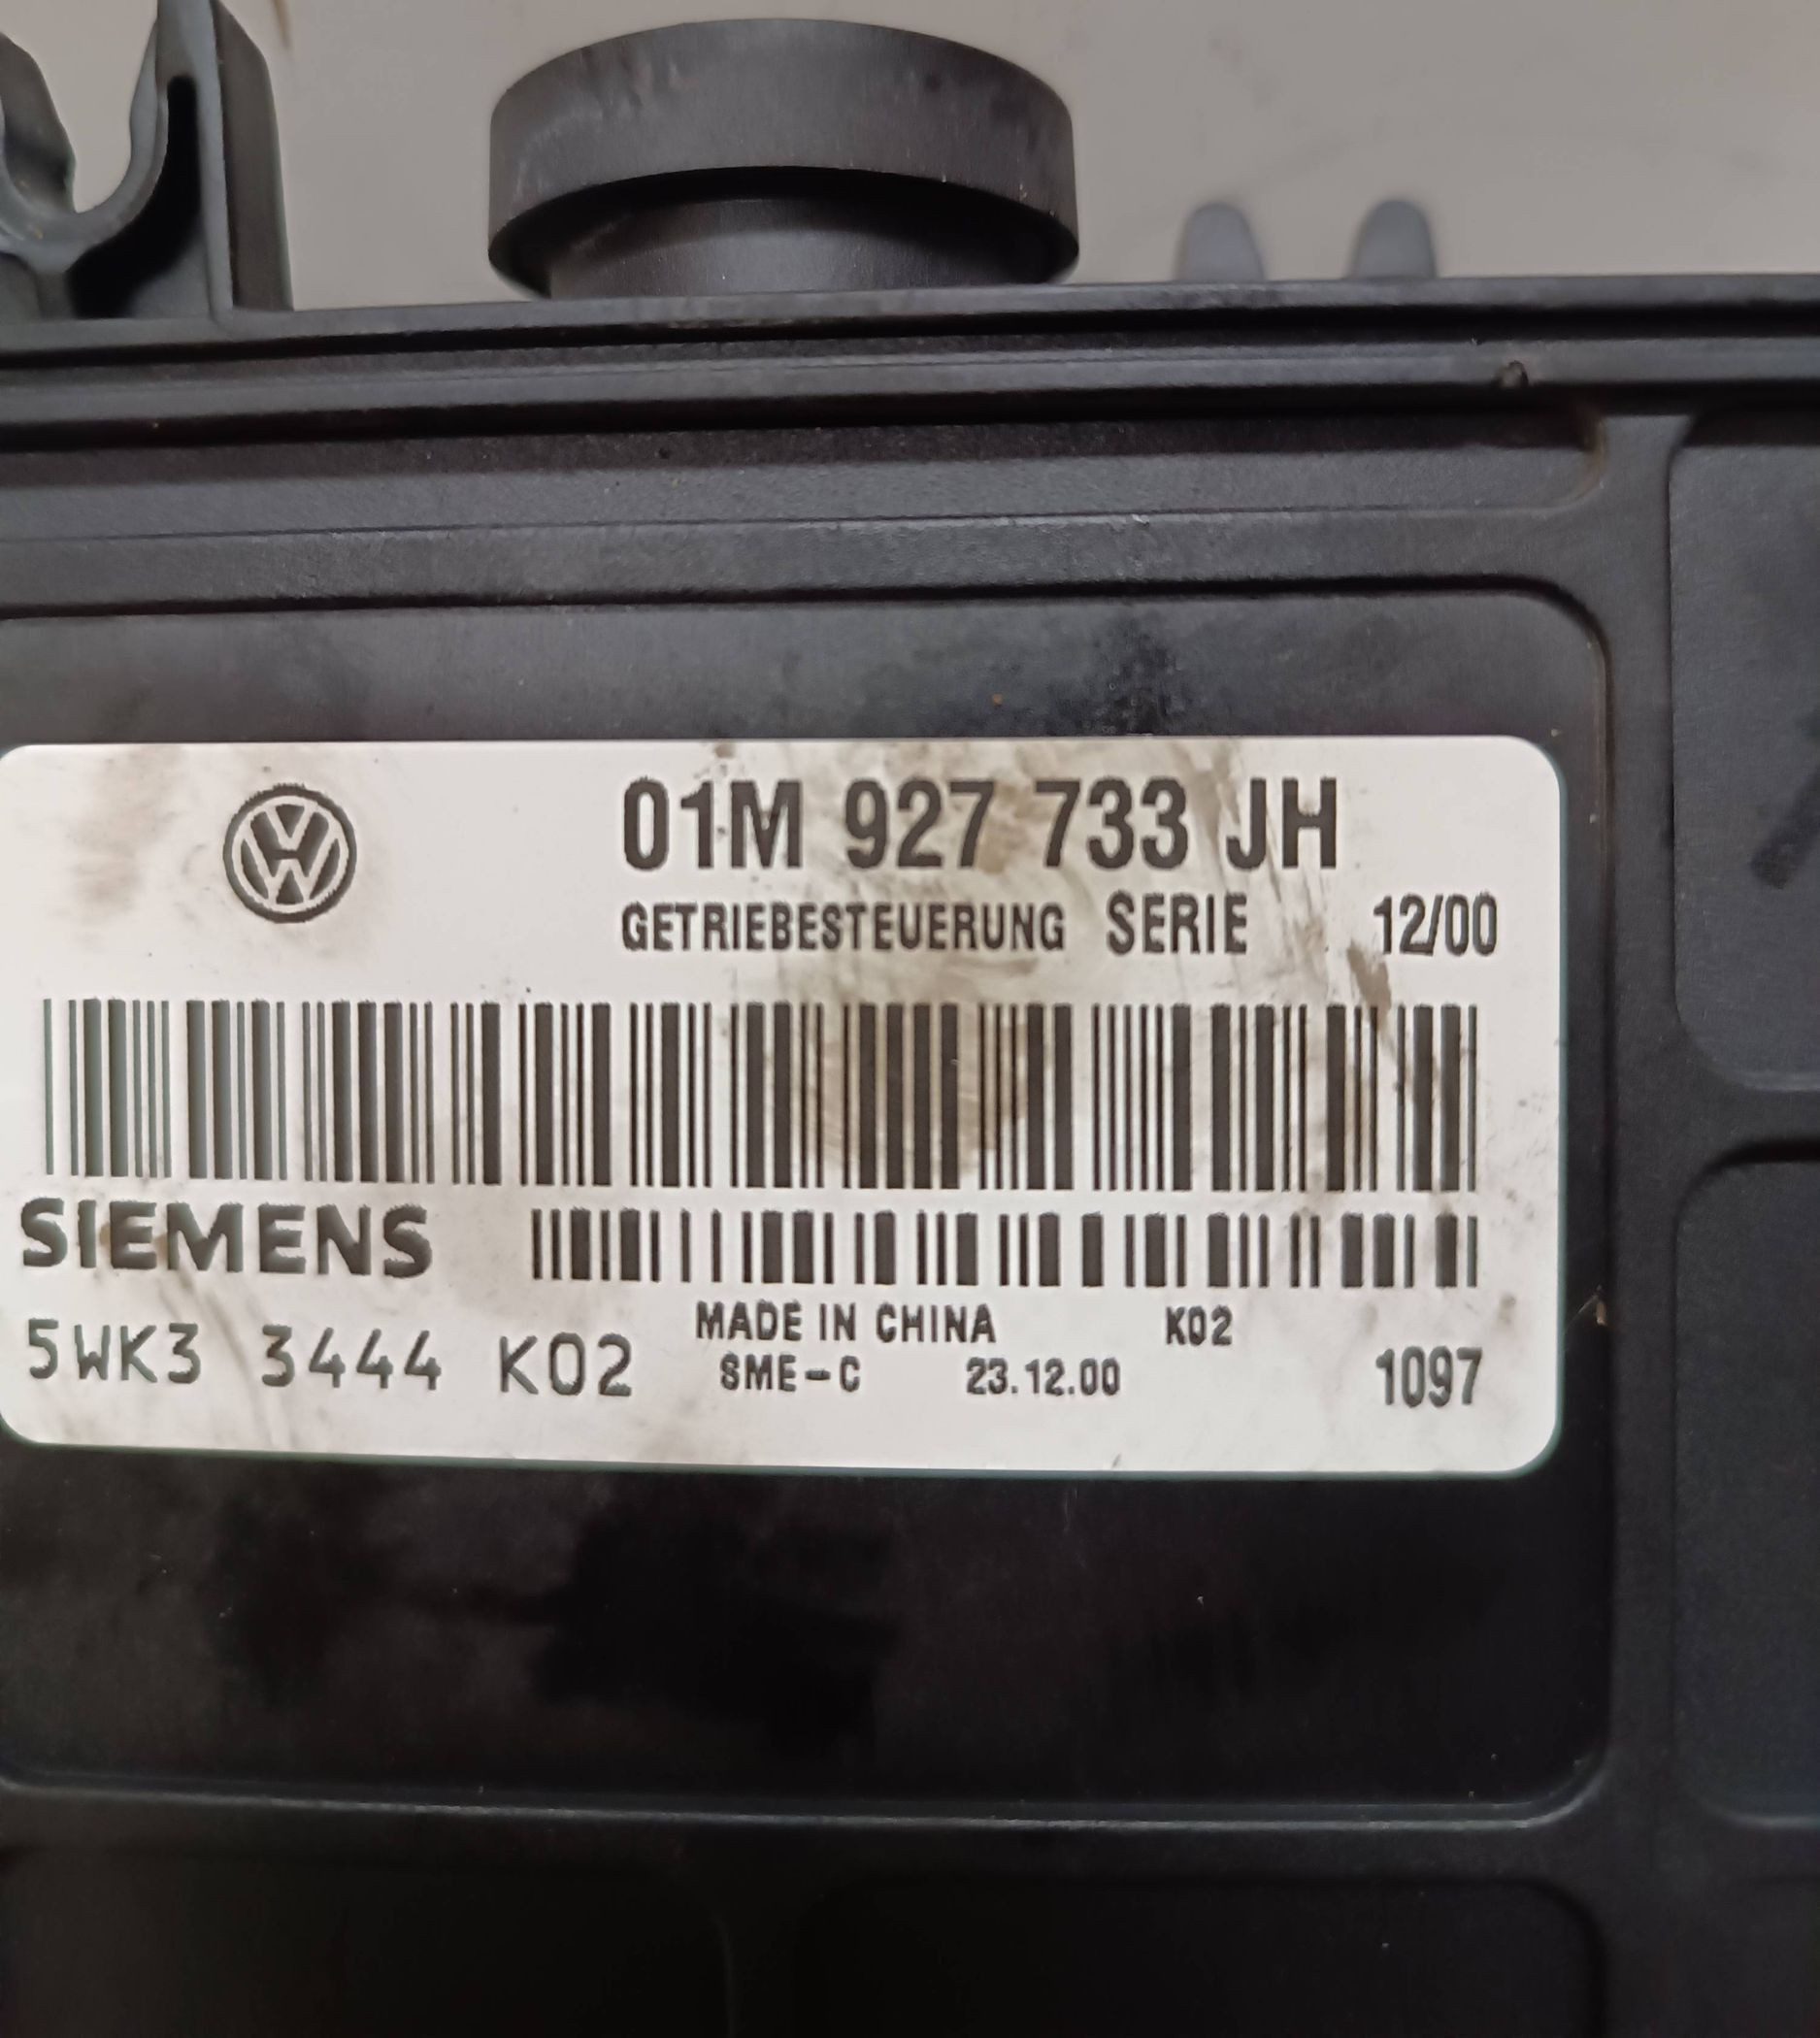 01M 927 733 JH
GETRIEBESTEUERUNG SERIE 12/00
SIEMENS
MADE IN CHINA K02
5WK3 3444 K02 SME-C 23.12.00 1097